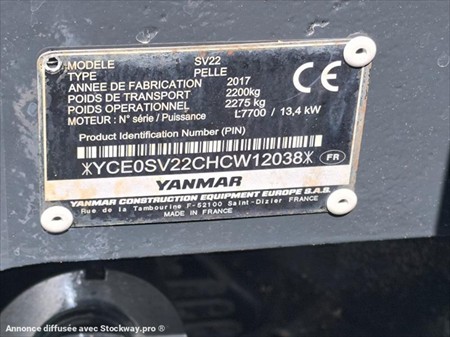 MODELE SV22
TYPE PELLE
ANNEE DE FABRICATION 2017
POIDS DE TRANSPORT 2200kg
POIDS OPERATIONNEL 2275 kg
MOTEUR : N° série / Puissance L7700 / 13,4 kW
CE
Product Identification Number (PIN)
*YCE0SV22CHCW12038*
FR
YANMAR
YANMAR CONSTRUCTION EQUIPMENT EUROPE S.A.S.
Rue de la Tambourine F-52100 Saint-Dizier FRANCE
MADE IN FRANCE
Annonce diffusée avec Stockway.pro ®